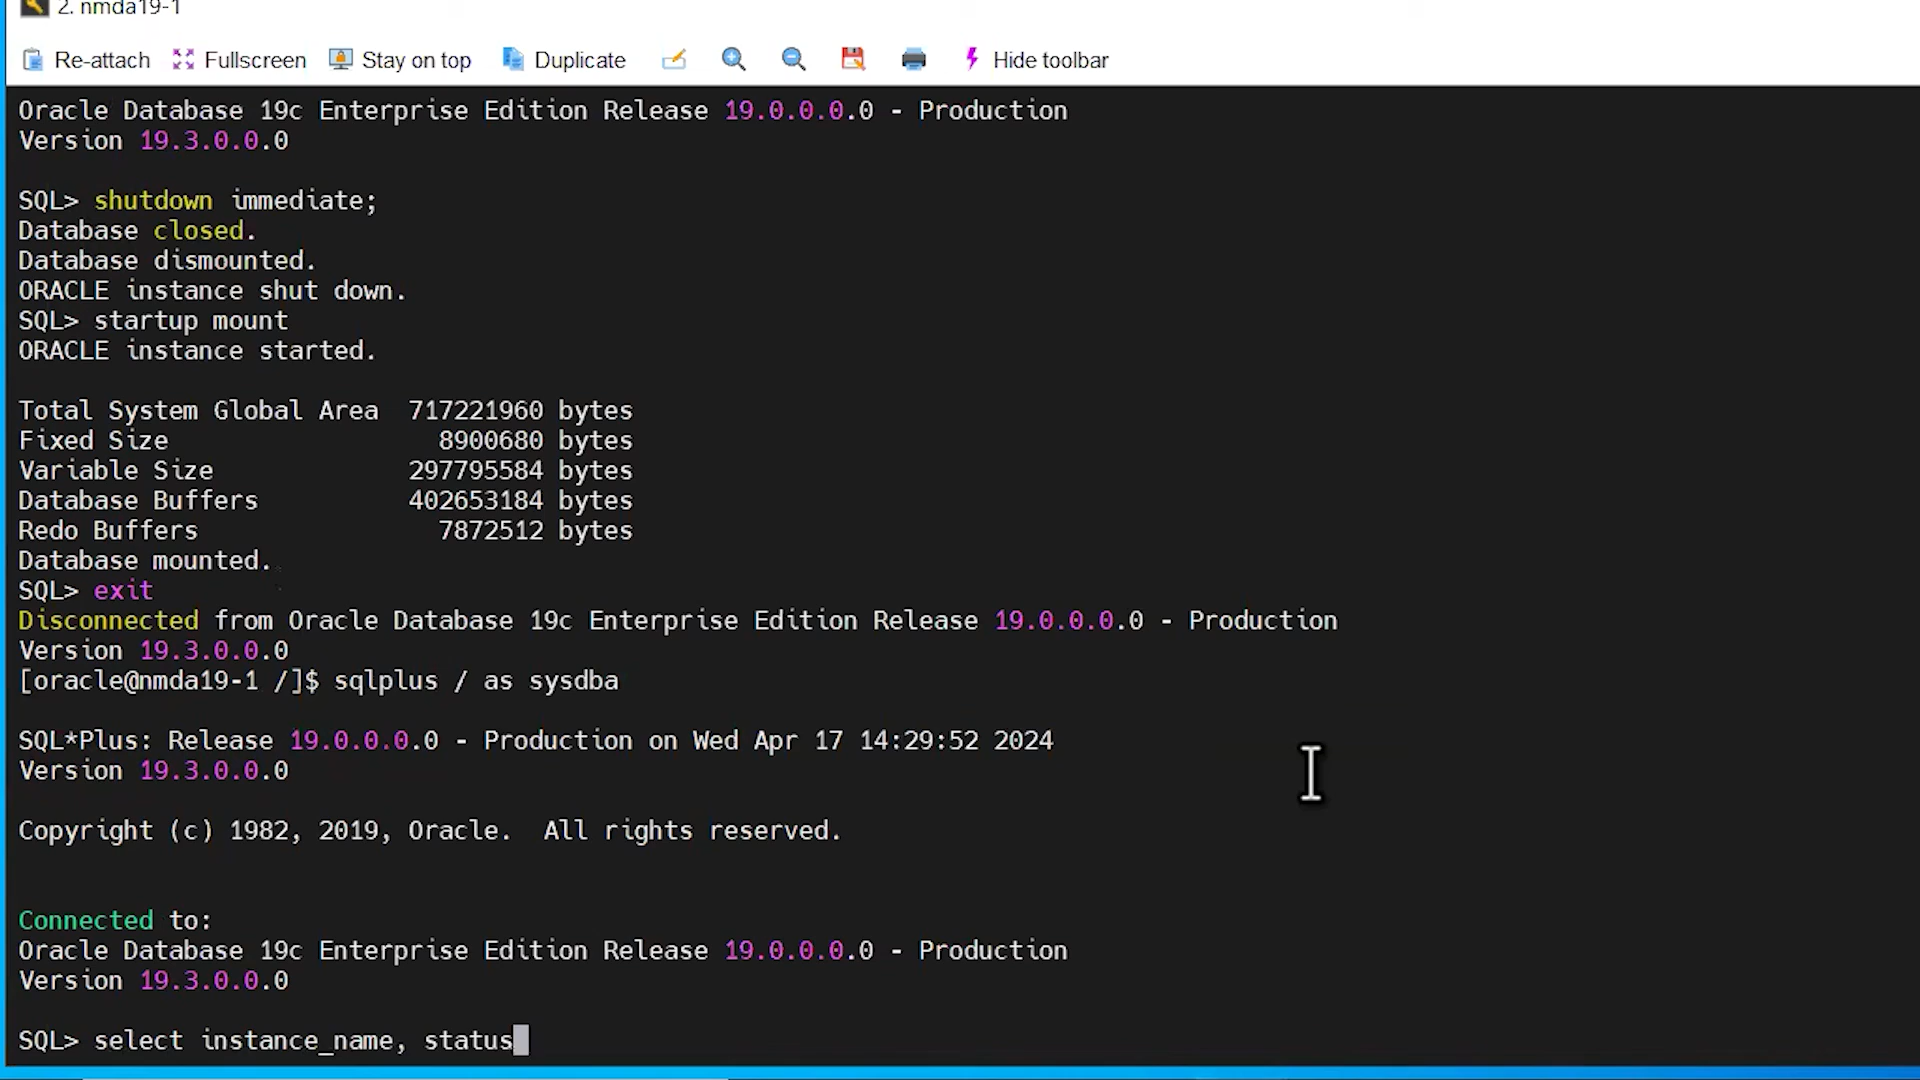 2. nmda19-1
Re-attach Fullscreen Stay on top Duplicate Hide toolbar
Oracle Database 19c Enterprise Edition Release 19.0.0.0.0 - Production
Version 19.3.0.0.0
SQL> shutdown immediate;
Database closed.
Database dismounted.
ORACLE instance shut down.
SQL> startup mount
ORACLE instance started.
Total System Global Area  717221960 bytes
Fixed Size                  8900680 bytes
Variable Size             297795584 bytes
Database Buffers          402653184 bytes
Redo Buffers                7872512 bytes
Database mounted.
SQL> exit
Disconnected from Oracle Database 19c Enterprise Edition Release 19.0.0.0.0 - Production
Version 19.3.0.0.0
[oracle@nmda19-1 /]$ sqlplus / as sysdba
SQL*Plus: Release 19.0.0.0.0 - Production on Wed Apr 17 14:29:52 2024
Version 19.3.0.0.0
Copyright (c) 1982, 2019, Oracle.  All rights reserved.
Connected to:
Oracle Database 19c Enterprise Edition Release 19.0.0.0.0 - Production
Version 19.3.0.0.0
SQL> select instance_name, status